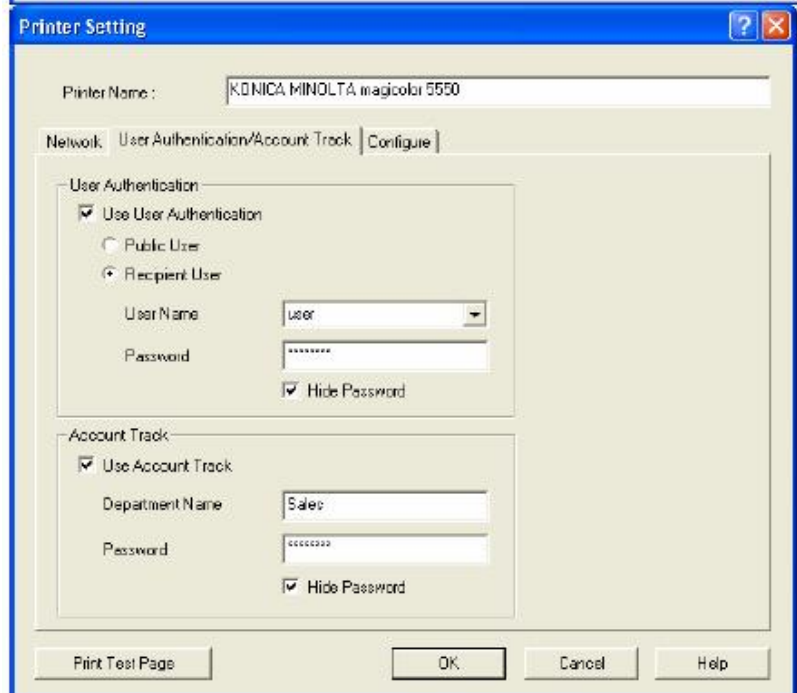 Printer Setting
Printer Name : KONICA MINOLTA magicolor 5550
Network User Authentication/Account Track Configure
User Authentication
Use User Authentication
Public User
Recipient User
User Name user
Password ********
Hide Password
Account Track
Use Account Track
Department Name Sales
Password ********
Hide Password
Print Test Page OK Cancel Help